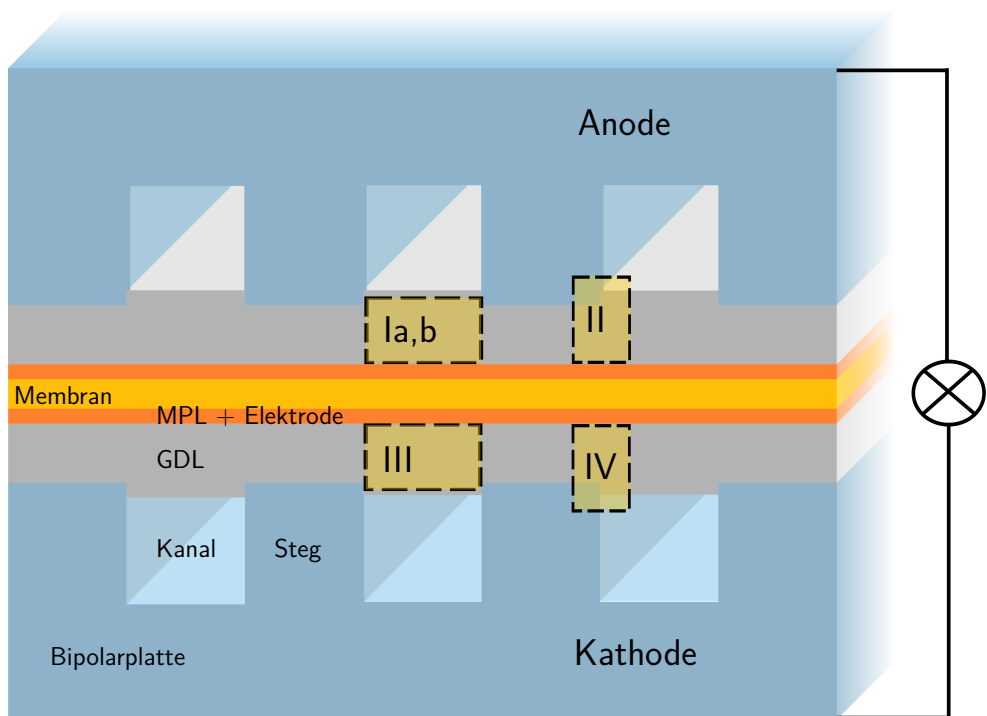 Anode
Ia,b
II
Membran
MPL + Elektrode
GDL
III
IV
Kanal
Steg
Bipolarplatte
Kathode